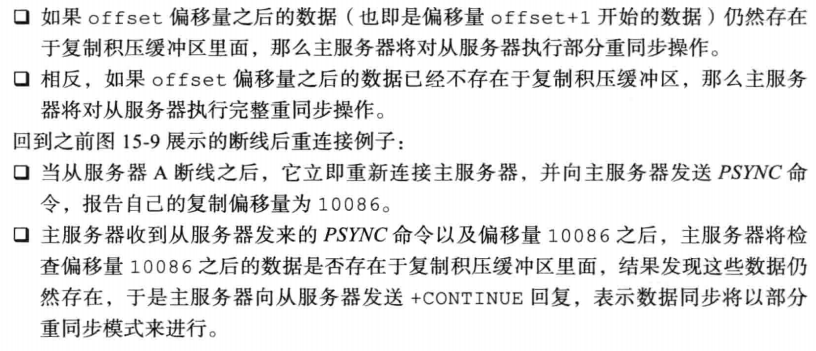 ❑ 如果 offset 偏移量之后的数据（也即是偏移量 offset+1 开始的数据）仍然存在
于复制积压缓冲区里面，那么主服务器将对从服务器执行部分重同步操作。
❑ 相反，如果 offset 偏移量之后的数据已经不存在于复制积压缓冲区，那么主服务
器将对从服务器执行完整重同步操作。
回到之前图 15-9 展示的断线后重连接例子：
❑ 当从服务器 A 断线之后，它立即重新连接主服务器，并向主服务器发送 PSYNC 命
令，报告自己的复制偏移量为 10086。
❑ 主服务器收到从服务器发来的 PSYNC 命令以及偏移量 10086 之后，主服务器将检
查偏移量 10086 之后的数据是否存在于复制积压缓冲区里面，结果发现这些数据仍
然存在，于是主服务器向从服务器发送 +CONTINUE 回复，表示数据同步将以部分
重同步模式来进行。